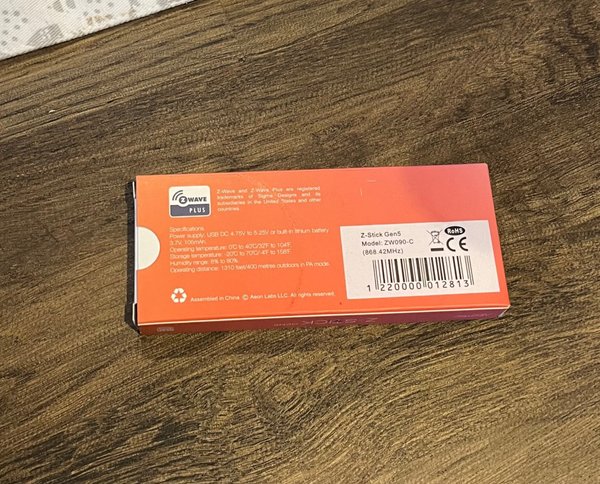 Z-WAVE
PLUS
Z-Wave and Z-Wave Plus are registered
trademarks of Sigma Designs and its
subsidiaries in the United States and other
countries.
Specifications.
Power supply: USB DC 4.75V to 5.25V or built-in lithium battery
3.7V, 105mAh.
Operating temperature: 0℃ to 40℃/32℉ to 104℉.
Storage temperature: -20℃ to 70℃/-4℉ to 158℉.
Humidity range: 8% to 80%.
Operating distance: 1310 feet/400 metres outdoors in PA mode.
Assembled in China. Ⓒ Aeon Labs LLC. All rights reserved.
Z-Stick Gen5
Model: ZW090-C
(868.42MHz)
RoHS
CE
1 220000 012813